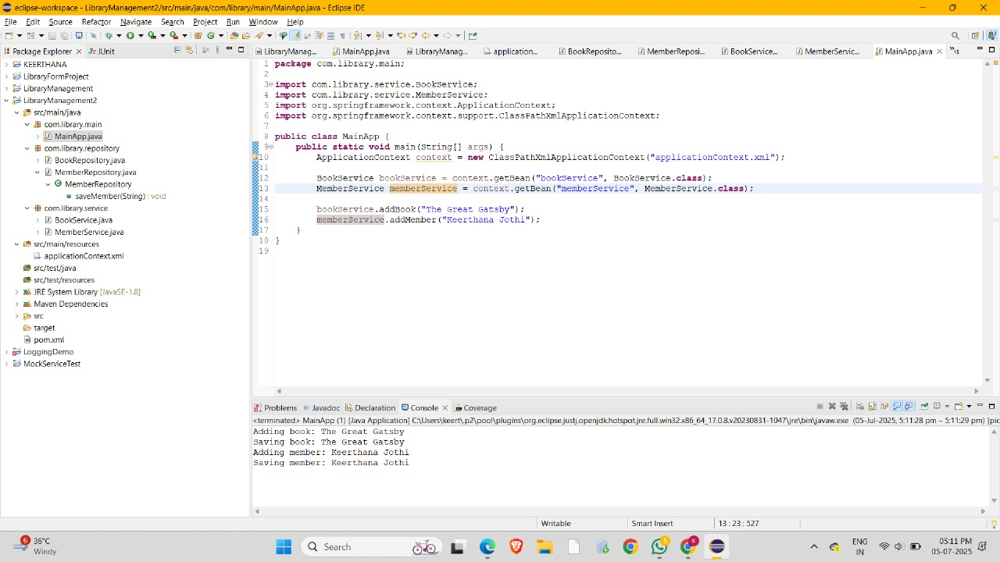 eclipse-workspace - LibraryManagement2/src/main/java/com/library/main/MainApp.java - Eclipse IDE
File Edit Source Refactor Navigate Search Project Run Window Help
Package Explorer JUnit
KEERTHANA
LibraryFormProject
LibraryManagement
LibraryManagement2
src/main/java
com.library.main
MainApp.java
com.library.repository
BookRepository.java
MemberRepository.java
MemberRepository
saveMember(String) : void
com.library.service
BookService.java
MemberService.java
src/main/resources
applicationContext.xml
src/test/java
src/test/resources
JRE System Library [JavaSE-1.8]
Maven Dependencies
src
target
pom.xml
LoggingDemo
MockServiceTest
LibraryManag... MainApp.java LibraryManag... application... BookReposito... MemberReposi... BookService... MemberServic... MainApp.java 15
1 package com.library.main;
2
3 import com.library.service.BookService;
4 import com.library.service.MemberService;
5 import org.springframework.context.ApplicationContext;
6 import org.springframework.context.support.ClassPathXmlApplicationContext;
7
8 public class MainApp {
9 public static void main(String[] args) {
10 ApplicationContext context = new ClassPathXmlApplicationContext("applicationContext.xml");
11
12 BookService bookService = context.getBean("bookService", BookService.class);
13 MemberService memberService = context.getBean("memberService", MemberService.class);
14
15 bookService.addBook("The Great Gatsby");
16 memberService.addMember("Keerthana Jothi");
17 }
18 }
19
Problems Javadoc Declaration Console Coverage
<terminated> MainApp (1) [Java Application] C:\Users\keert\.p2\pool\plugins\org.eclipse.justj.openjdk.hotspot.jre.full.win32.x86_64_17.0.8.v20230831-1047\jre\bin\javaw.exe (05-Jul-2025, 5:11:28 pm – 5:11:29 pm) [pic
Adding book: The Great Gatsby
Saving book: The Great Gatsby
Adding member: Keerthana Jothi
Saving member: Keerthana Jothi
Writable Smart Insert 13 : 23 : 527
6
36°C
Windy
Search
5
K
ENG
IN
05:11 PM
05-07-2025